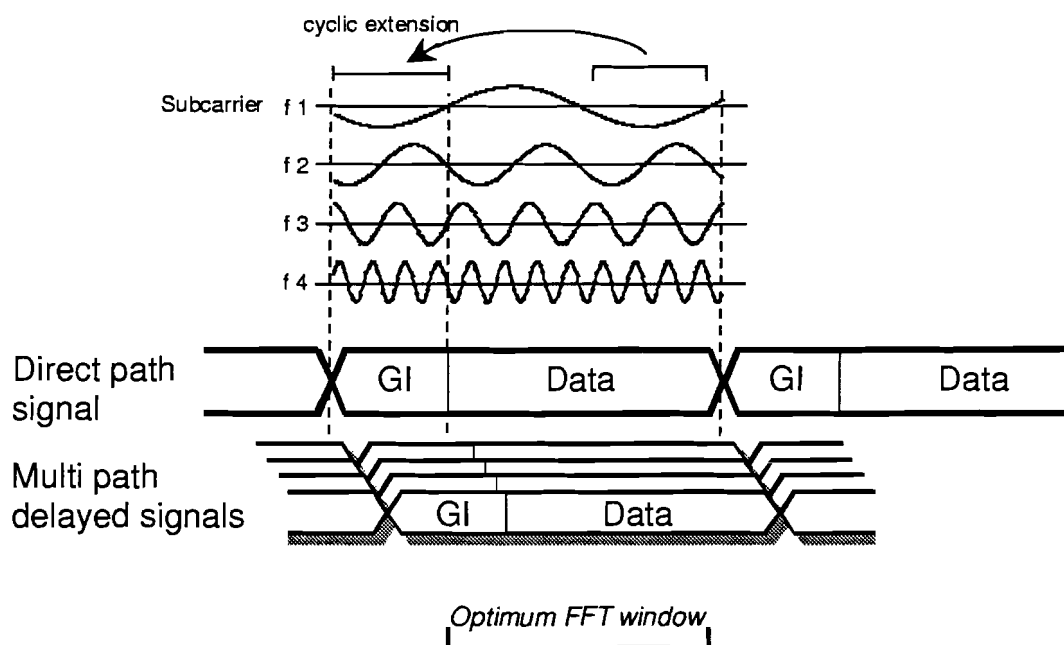 cyclic extension
Subcarrier f 1
f 2
f 3
f 4
Direct path
signal
GI
Data
GI
Data
Multi path
delayed signals
GI
Data
Optimum FFT window